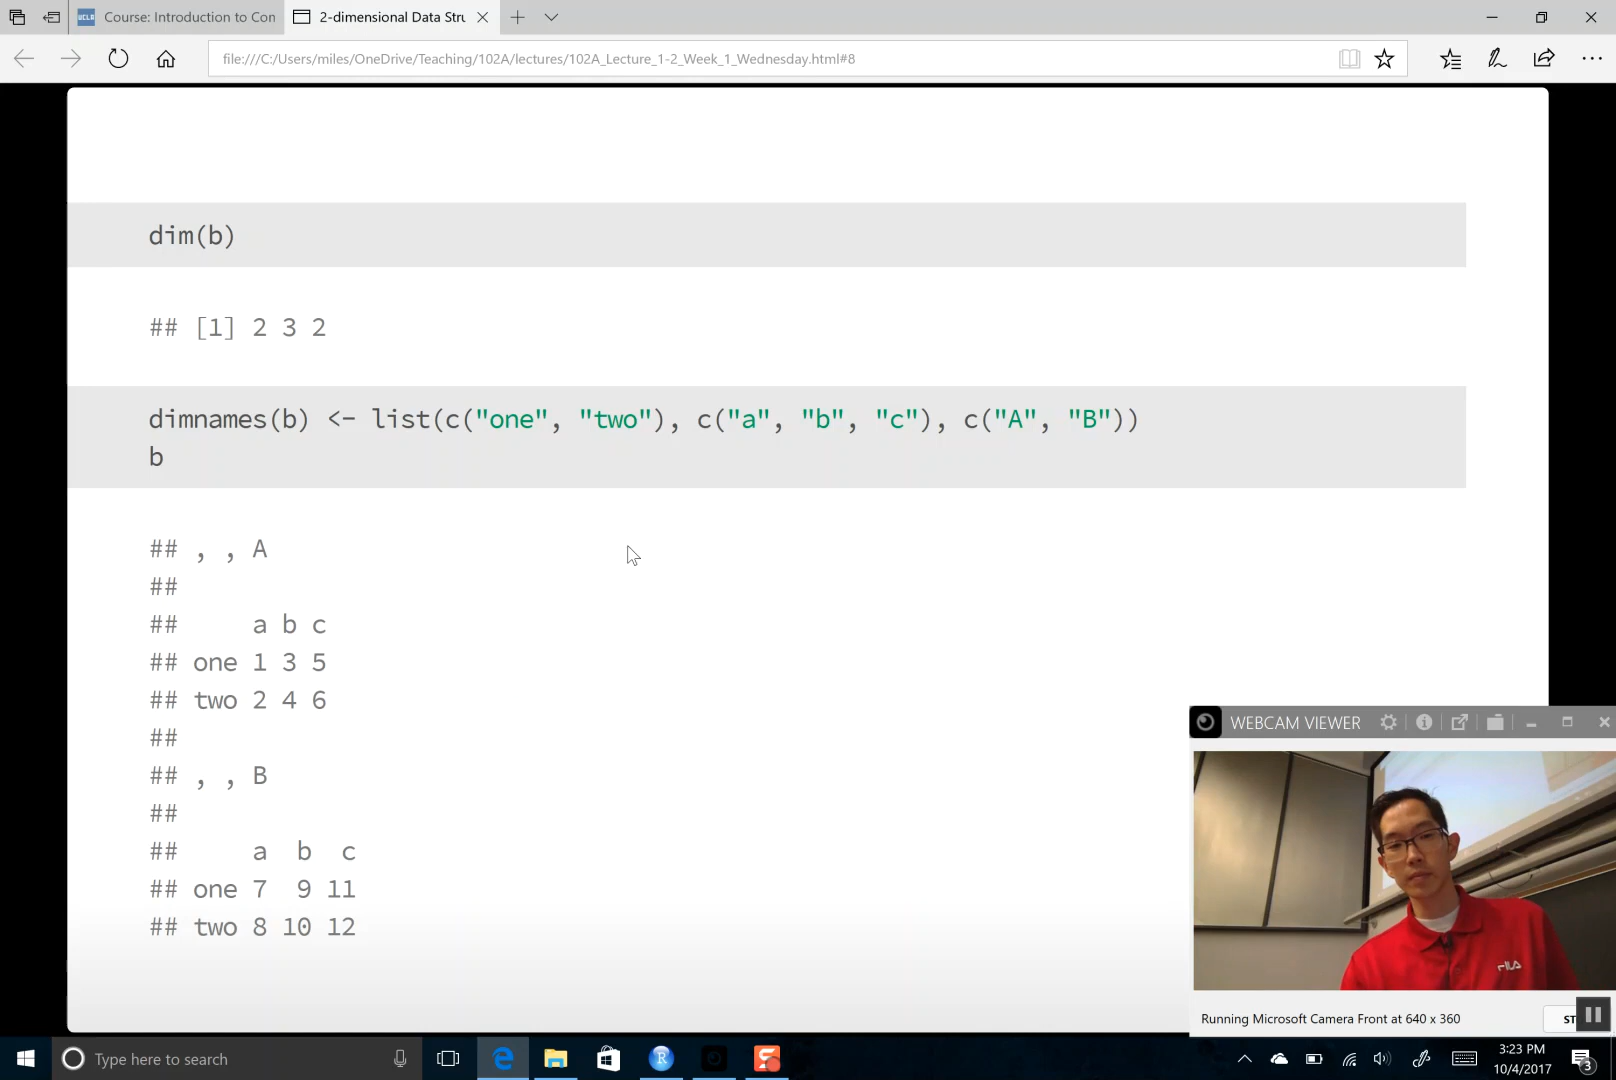 Course: Introduction to Con
2-dimensional Data Stru
file:///C:/Users/miles/OneDrive/Teaching/102A/lectures/102A_Lecture_1-2_Week_1_Wednesday.html#8
dim(b)
## [1] 2 3 2
dimnames(b) <- list(c("one", "two"), c("a", "b", "c"), c("A", "B"))
b
## , , A
##
##     a b c
## one 1 3 5
## two 2 4 6
##
## , , B
##
##     a  b  c
## one 7  9 11
## two 8 10 12
WEBCAM VIEWER
FILA
Running Microsoft Camera Front at 640 x 360
ST
Type here to search
3:23 PM
10/4/2017
3